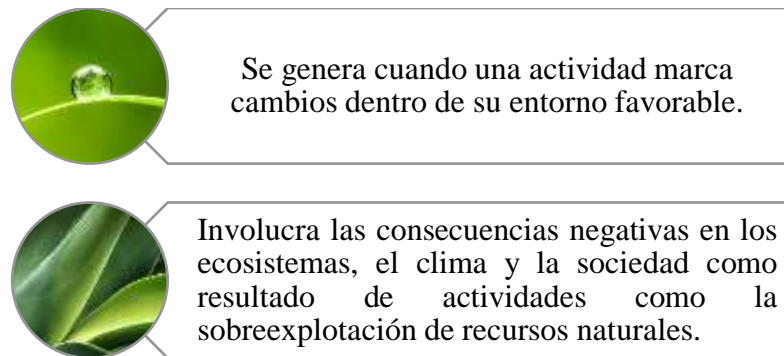 Se genera cuando una actividad marca
cambios dentro de su entorno favorable.
Involucra las consecuencias negativas en los
ecosistemas, el clima y la sociedad como
resultado de actividades como la
sobreexplotación de recursos naturales.